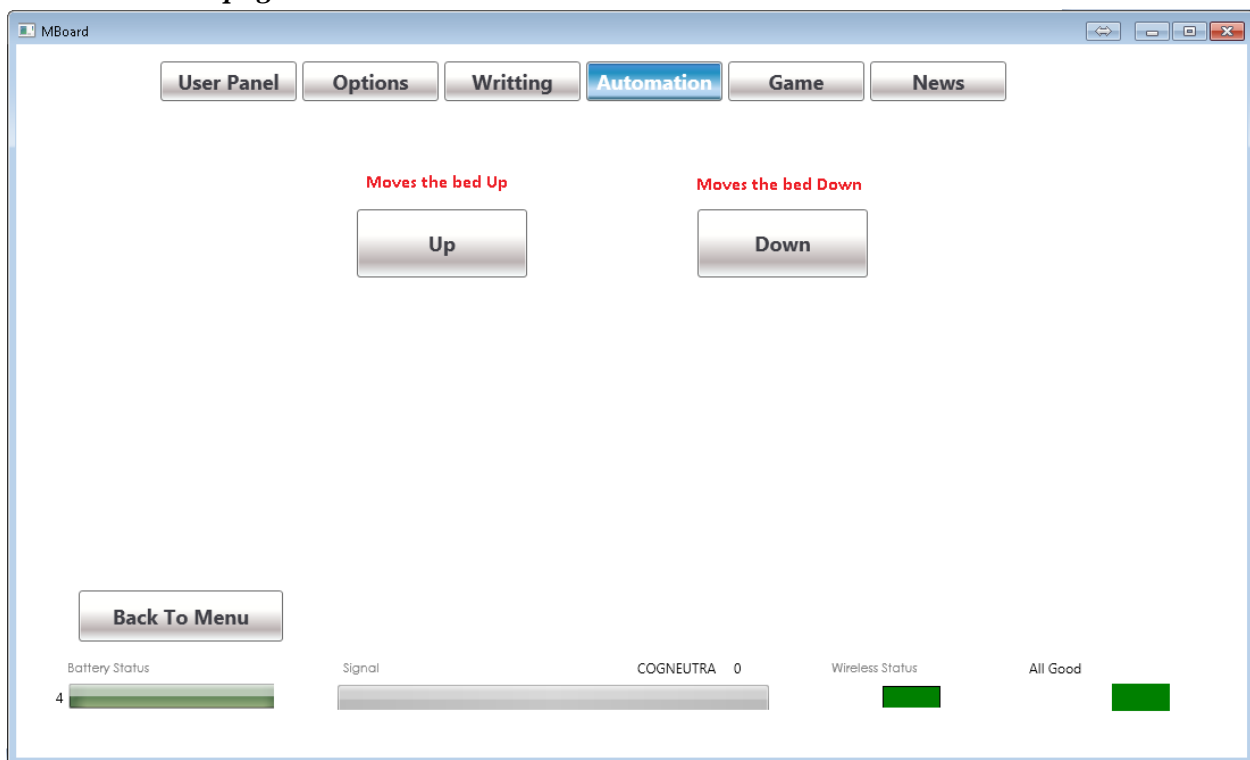 MBoard
User Panel Options Writting Automation Game News
Moves the bed Up Moves the bed Down
Up Down
Back To Menu
Battery Status Signal COGNEUTRA 0 Wireless Status All Good
4